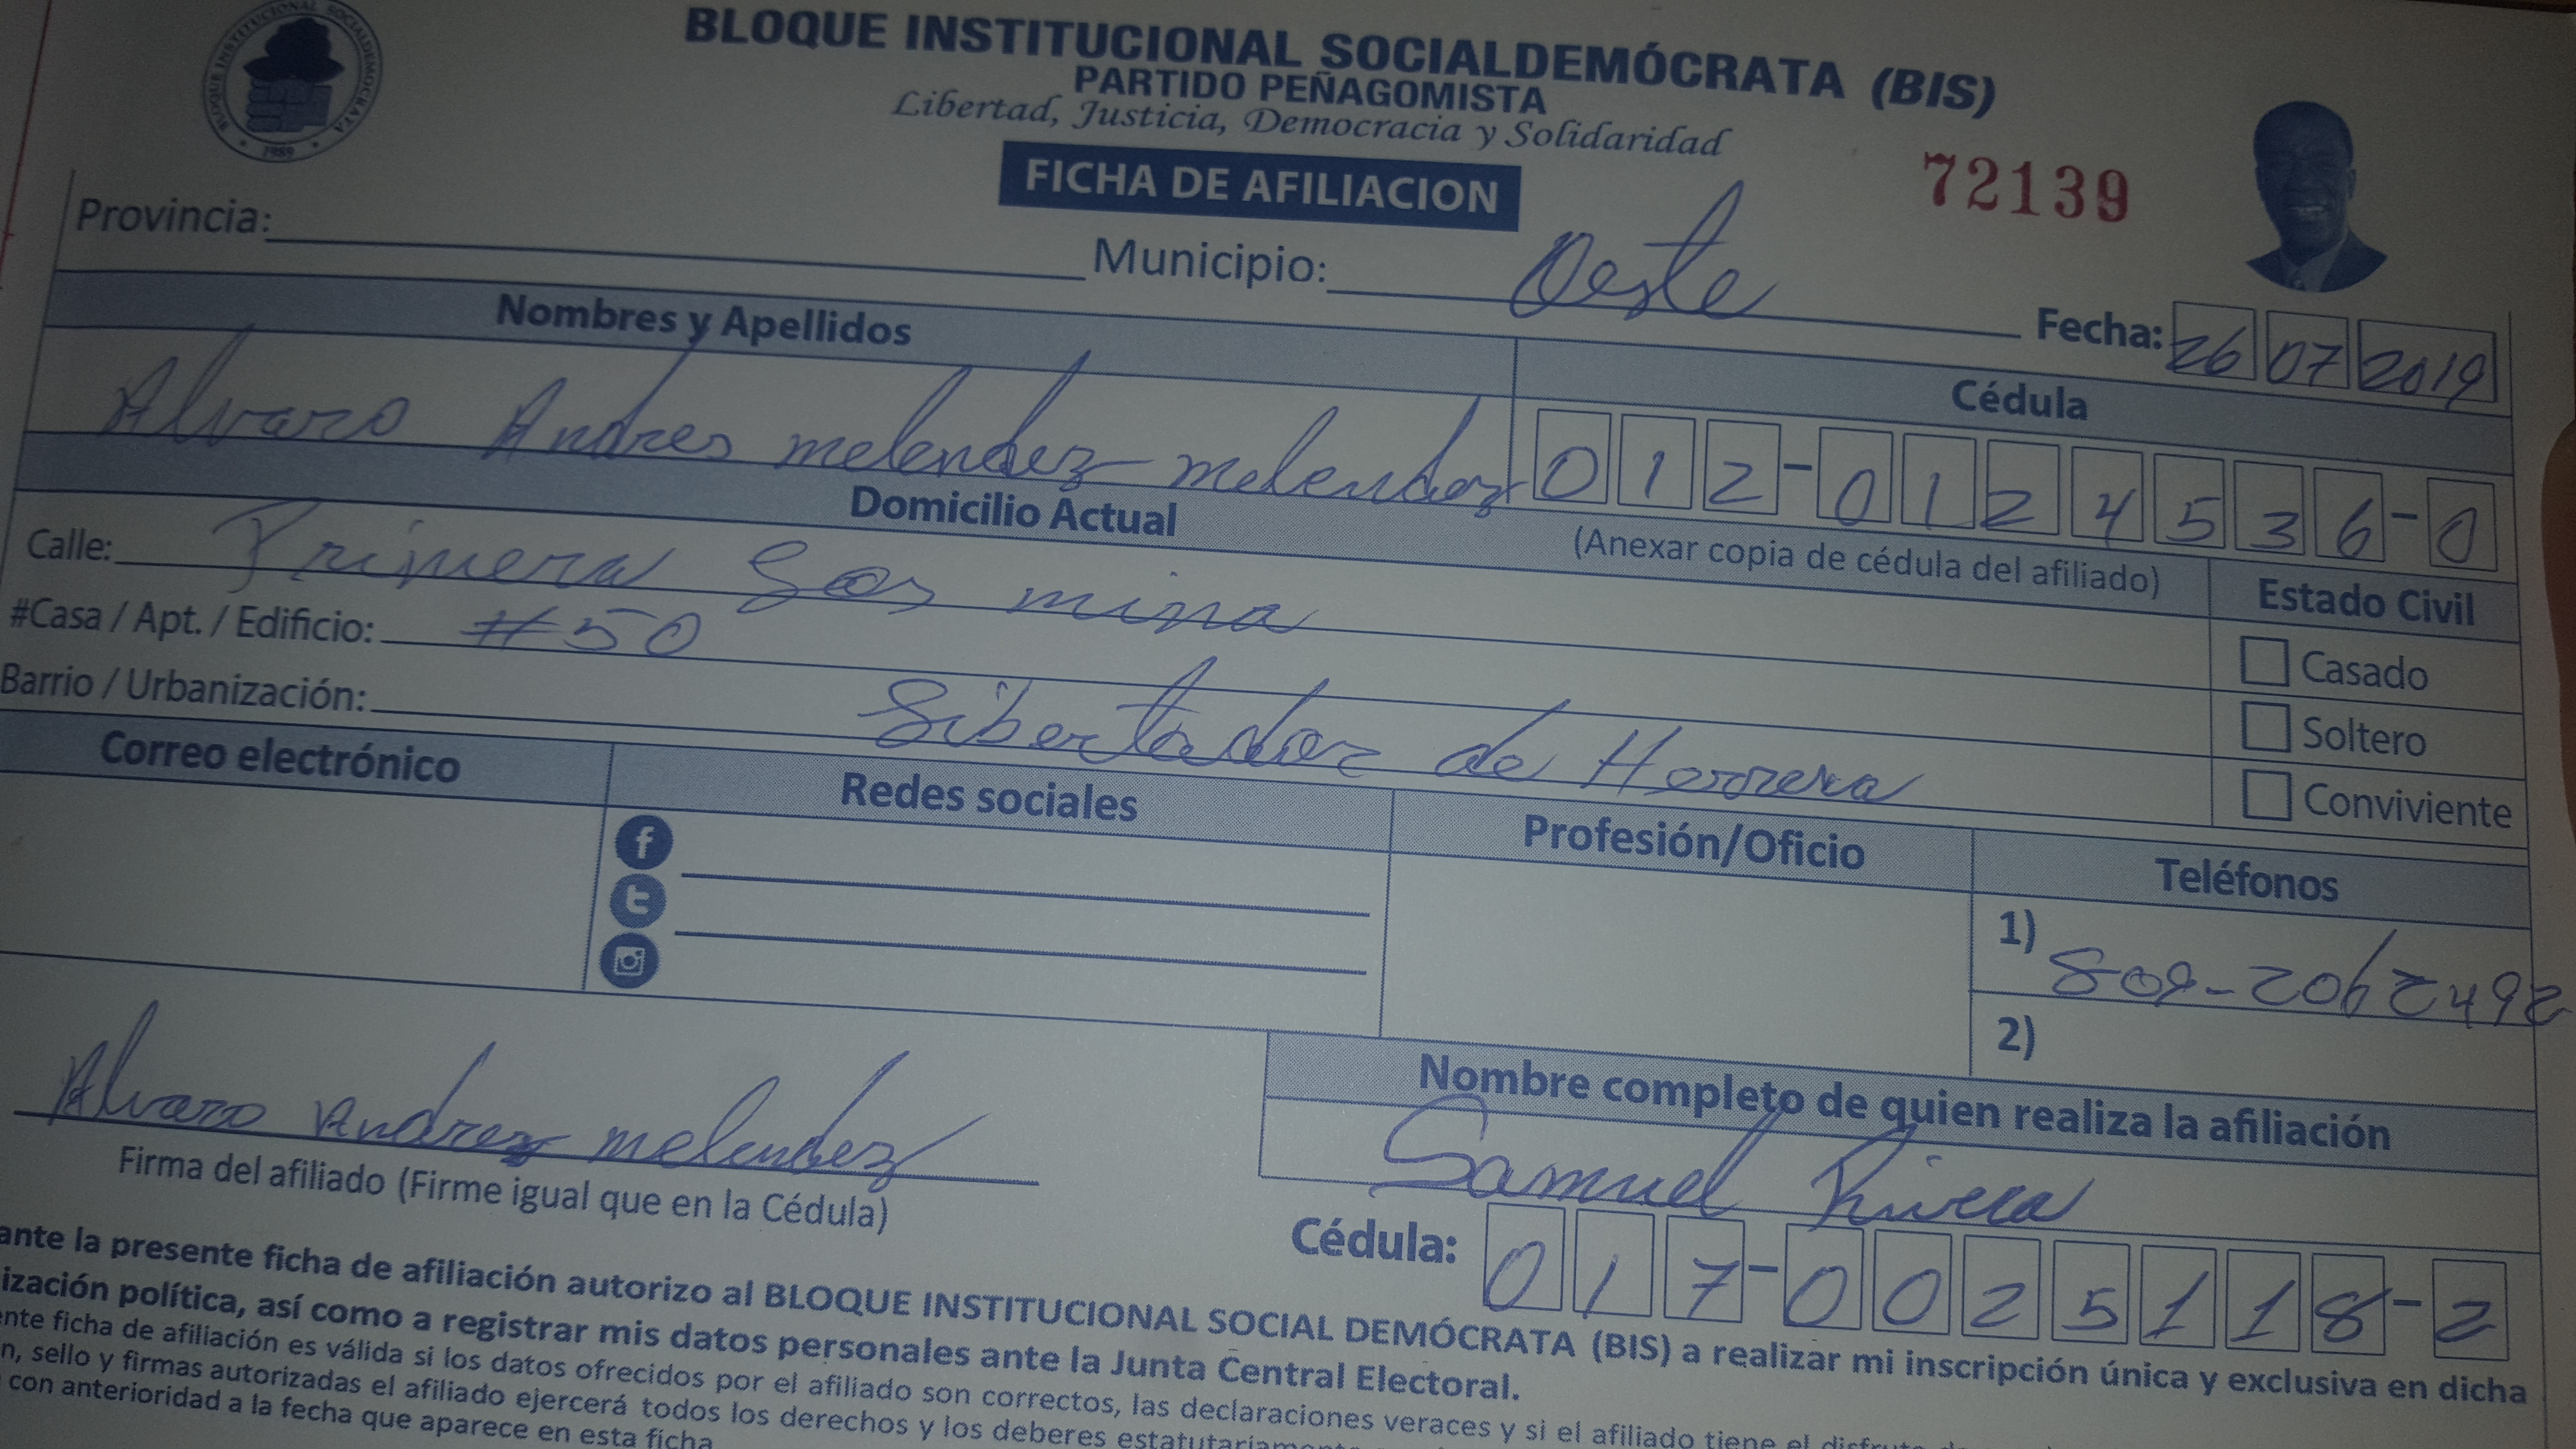 BLOQUE INSTITUCIONAL SOCIALDEMOCRATA
1989
BLOQUE INSTITUCIONAL SOCIALDEMÓCRATA (BIS)
PARTIDO PEÑAGOMISTA
Libertad, Justicia, Democracia y Solidaridad
FICHA DE AFILIACION
72139
Provincia: Municipio: Oeste Fecha: 26 07 2019
Nombres y Apellidos Cédula
Alvaro Andres melendez melendez 012-0124536-0
Domicilio Actual (Anexar copia de cédula del afiliado) Estado Civil
Calle: Primera Las mina
Casado
#Casa / Apt. / Edificio: #50
Soltero
Barrio / Urbanización: Libertador de Herrera
Conviviente
Correo electrónico Redes sociales Profesión/Oficio Teléfonos
1) 809-2062492
2)
Alvaro Andres melendez
Firma del afiliado (Firme igual que en la Cédula)
Nombre completo de quien realiza la afiliación
Samuel Rivera
Cédula: 017-0025118-2
ante la presente ficha de afiliación autorizo al BLOQUE INSTITUCIONAL SOCIAL DEMÓCRATA (BIS) a realizar mi inscripción única y exclusiva en dicha
ización política, así como a registrar mis datos personales ante la Junta Central Electoral.
nte ficha de afiliación es válida si los datos ofrecidos por el afiliado son correctos, las declaraciones veraces y si el afiliado tiene el
n, sello y firmas autorizadas el afiliado ejercerá todos los derechos y los deberes
con anterioridad a la fecha que aparece en esta ficha